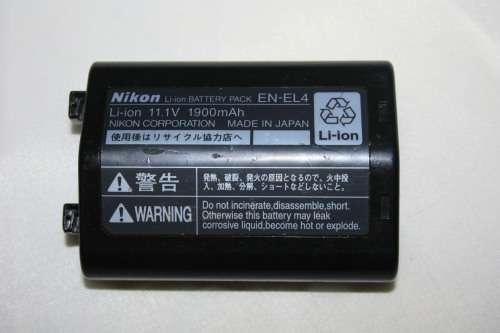 Nikon Li-ion BATTERY PACK EN-EL4
Li-ion 11.1V 1900mAh
NIKON CORPORATION MADE IN JAPAN
使用後はリサイクル協力店へ
Li-ion
警告
発熱、破裂、発火の原因となるので、火中投
入、加熱、分解、ショートなどしないこと。
WARNING
Do not incinerate,disassemble,short.
Otherwise this battery may leak
corrosive liquid,become hot or explode.